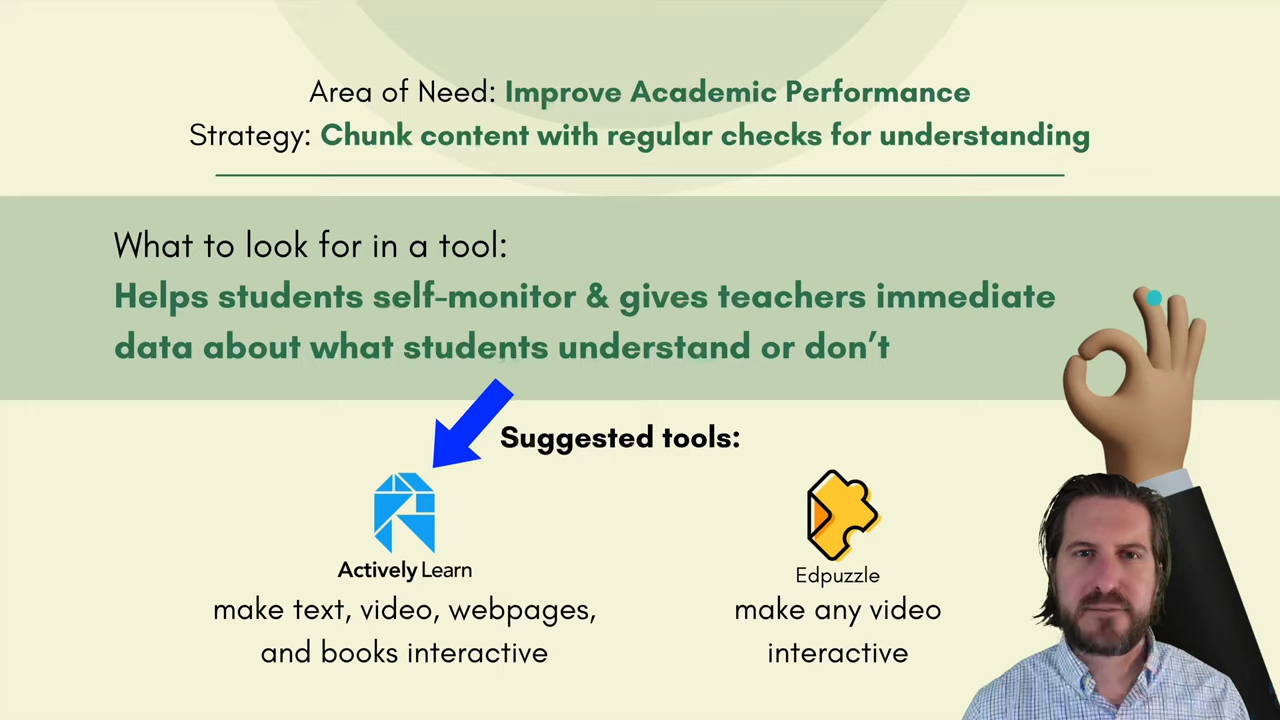 Area of Need: Improve Academic Performance
Strategy: Chunk content with regular checks for understanding
What to look for in a tool:
Helps students self-monitor & gives teachers immediate
data about what students understand or don’t
Suggested tools:
Actively Learn
make text, video, webpages,
and books interactive
Edpuzzle
make any video
interactive